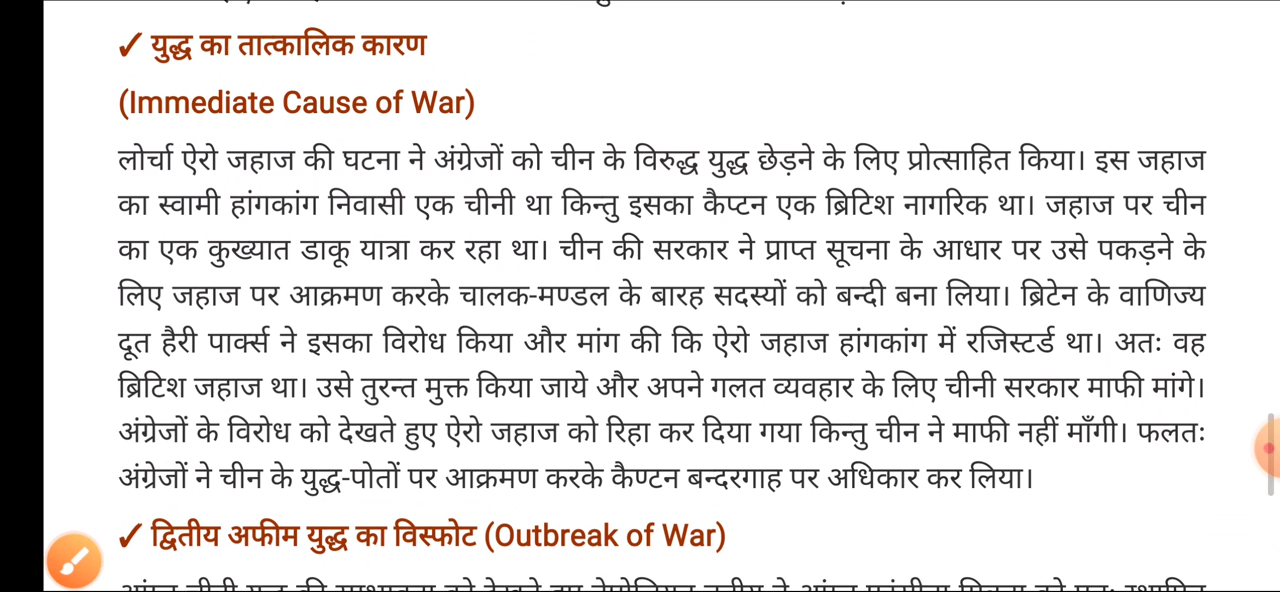 ✓ युद्ध का तात्कालिक कारण
(Immediate Cause of War)
लोर्चा ऐरो जहाज की घटना ने अंग्रेजों को चीन के विरुद्ध युद्ध छेड़ने के लिए प्रोत्साहित किया। इस जहाज
का स्वामी हांगकांग निवासी एक चीनी था किन्तु इसका कैप्टन एक ब्रिटिश नागरिक था। जहाज पर चीन
का एक कुख्यात डाकू यात्रा कर रहा था। चीन की सरकार ने प्राप्त सूचना के आधार पर उसे पकड़ने के
लिए जहाज पर आक्रमण करके चालक-मण्डल के बारह सदस्यों को बन्दी बना लिया। ब्रिटेन के वाणिज्य
दूत हैरी पार्क्स ने इसका विरोध किया और मांग की कि ऐरो जहाज हांगकांग में रजिस्टर्ड था। अतः वह
ब्रिटिश जहाज था। उसे तुरन्त मुक्त किया जाये और अपने गलत व्यवहार के लिए चीनी सरकार माफी मांगे।
अंग्रेजों के विरोध को देखते हुए ऐरो जहाज को रिहा कर दिया गया किन्तु चीन ने माफी नहीं माँगी। फलतः
अंग्रेजों ने चीन के युद्ध-पोतों पर आक्रमण करके कैण्टन बन्दरगाह पर अधिकार कर लिया।
✓ द्वितीय अफीम युद्ध का विस्फोट (Outbreak of War)